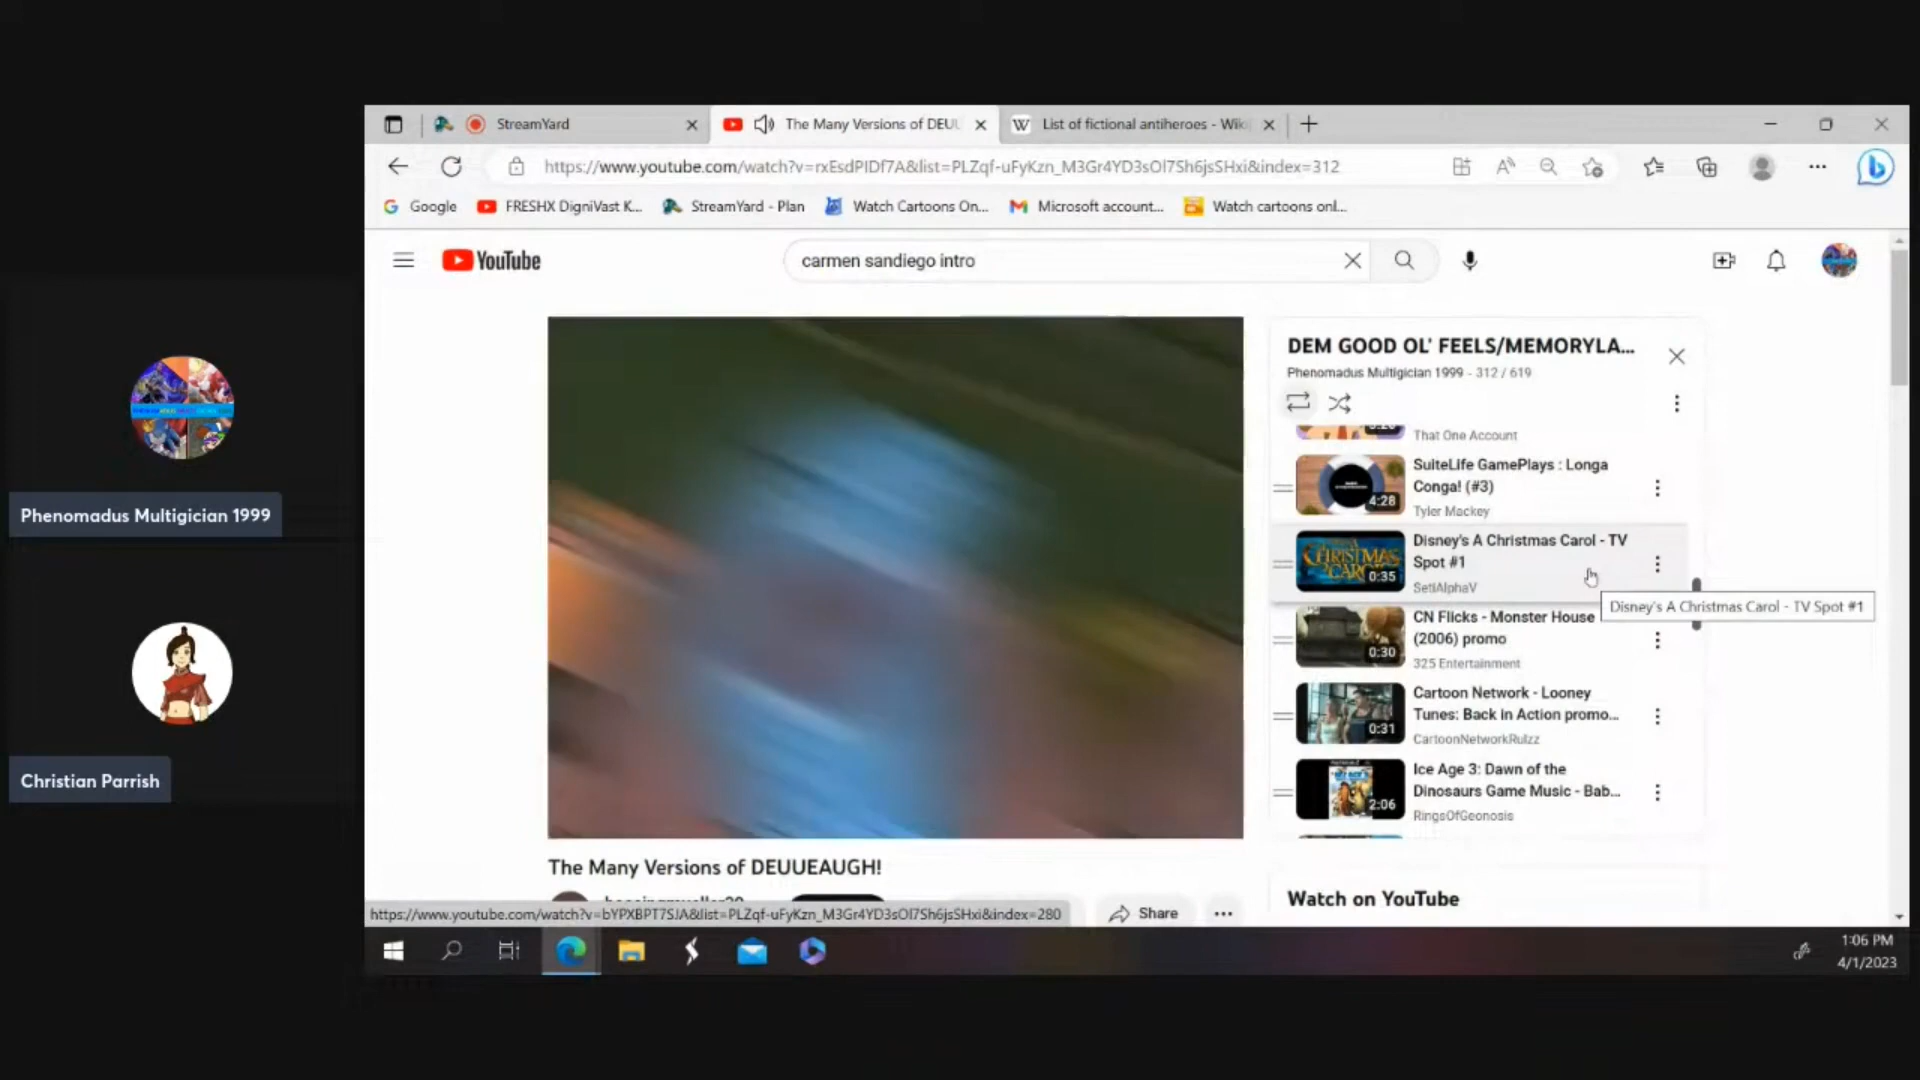 StreamYard
The Many Versions of DEUU
List of fictional antiheroes - Wiki
https://www.youtube.com/watch?v=rxEsdPIDf7A&list=PLZqf-uFyKzn_M3Gr4YD3sOl7Sh6jsSHxi&index=312
Google
FRESHX DigniVast K...
StreamYard - Plan
Watch Cartoons On...
Microsoft account...
Watch cartoons onl...
YouTube
carmen sandiego intro
DEM GOOD OL' FEELS/MEMORYLA...
Phenomadus Multigician 1999 - 312 / 619
That One Account
SuiteLife GamePlays : Longa
Conga! (#3)
4:28
Tyler Mackey
Disney's A Christmas Carol - TV
Spot #1
0:35
SetiAlphaV
Disney's A Christmas Carol - TV Spot #1
CN Flicks - Monster House
(2006) promo
0:30
325 Entertainment
Cartoon Network - Looney
Tunes: Back in Action promo...
0:31
CartoonNetworkRulzz
Ice Age 3: Dawn of the
Dinosaurs Game Music - Bab...
2:06
RingsOfGeonosis
Phenomadus Multigician 1999
Christian Parrish
The Many Versions of DEUUEAUGH!
Share
Watch on YouTube
https://www.youtube.com/watch?v=bYPXBPT7SJA&list=PLZqf-uFyKzn_M3Gr4YD3sOl7Sh6jsSHxi&index=280
1:06 PM
4/1/2023